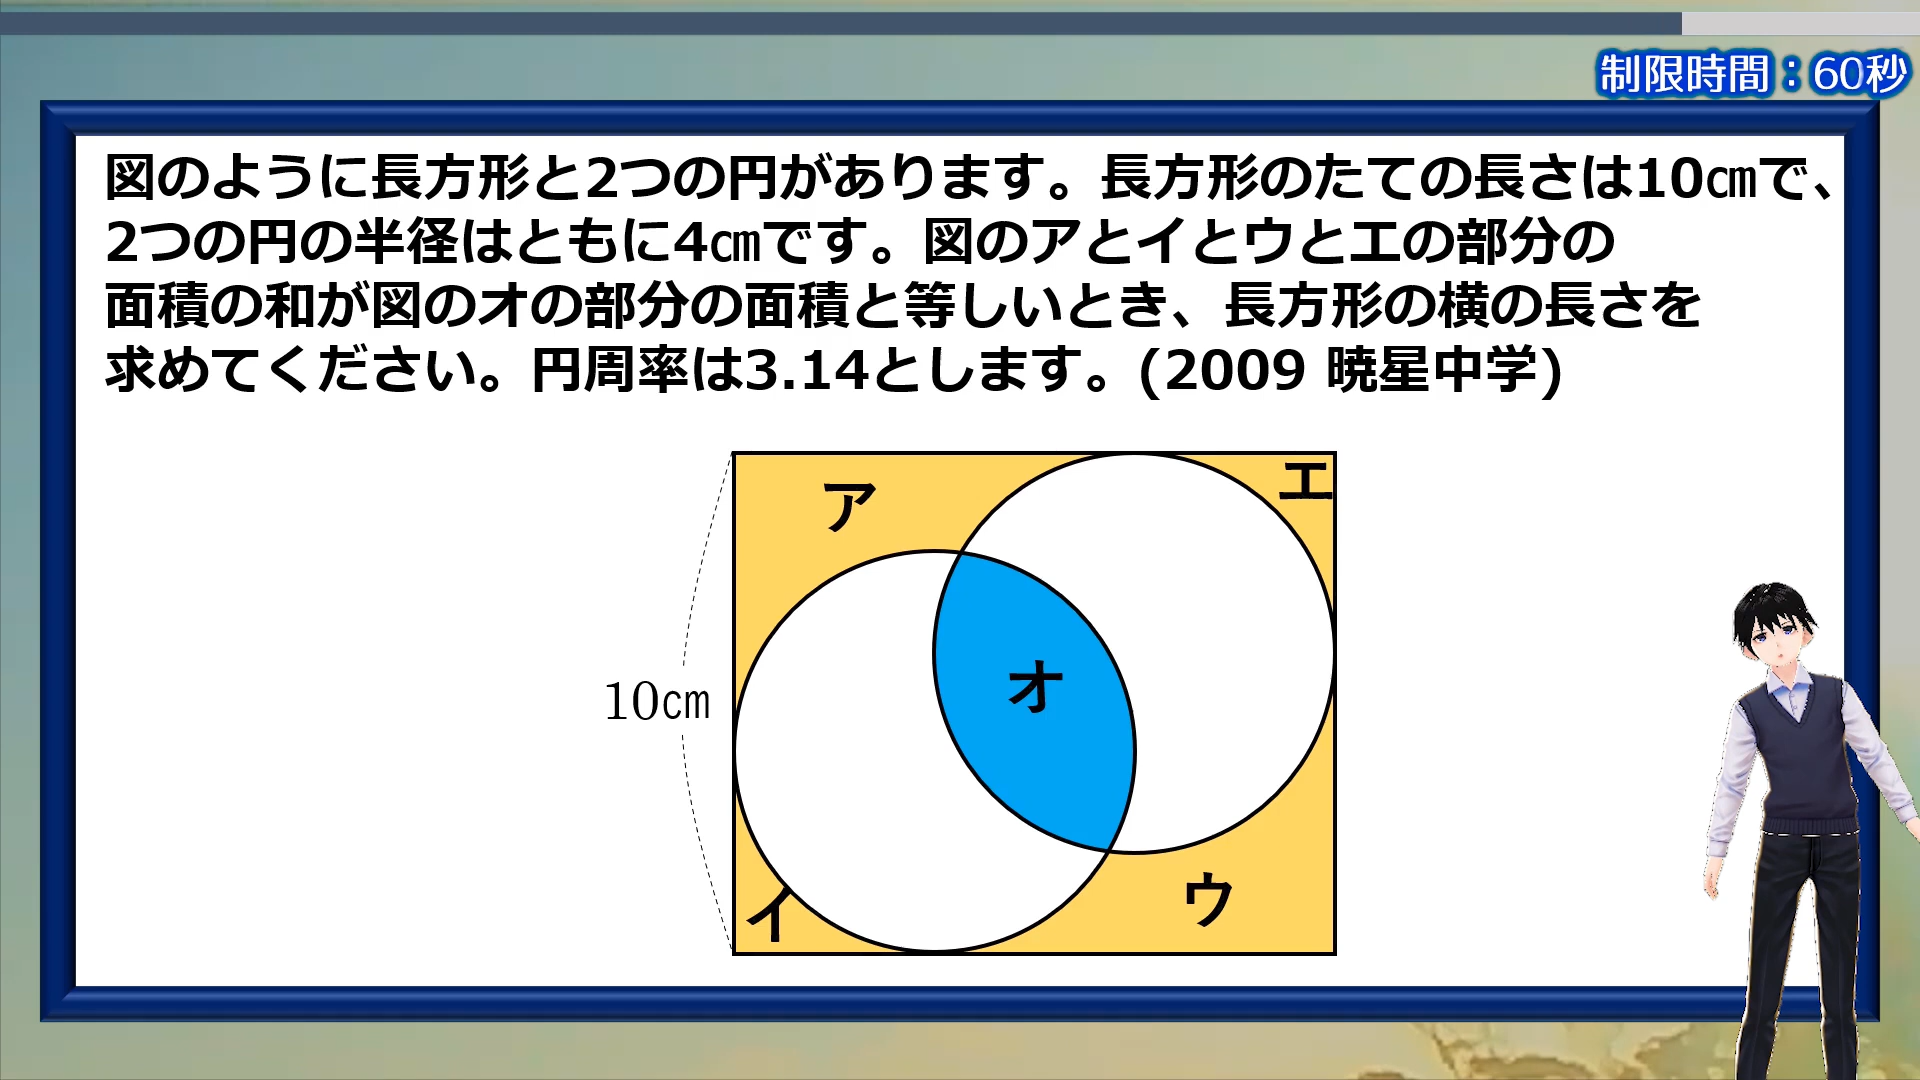 制限時間：60秒
図のように長方形と2つの円があります。長方形のたての長さは10㎝で、
2つの円の半径はともに4㎝です。図のアとイとウとエの部分の
面積の和が図のオの部分の面積と等しいとき、長方形の横の長さを
求めてください。円周率は3.14とします。(2009 暁星中学)
エ
ア
オ
10㎝
ウ
イ